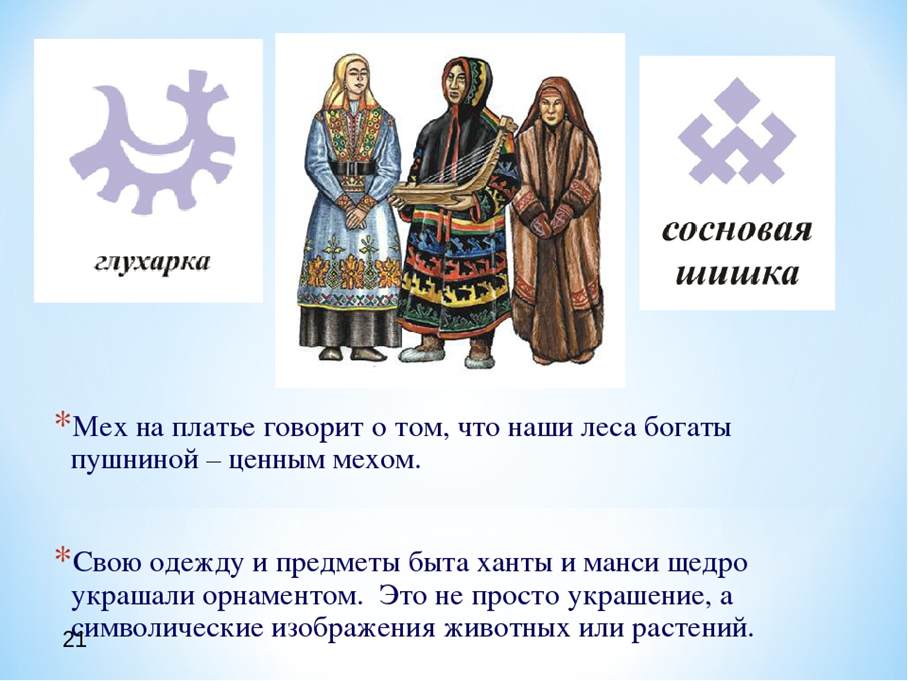 глухарка
сосновая
шишка
*Мех на платье говорит о том, что наши леса богаты
пушниной – ценным мехом.
*Свою одежду и предметы быта ханты и манси щедро
украшали орнаментом.  Это не просто украшение, а
символические изображения животных или растений.
21